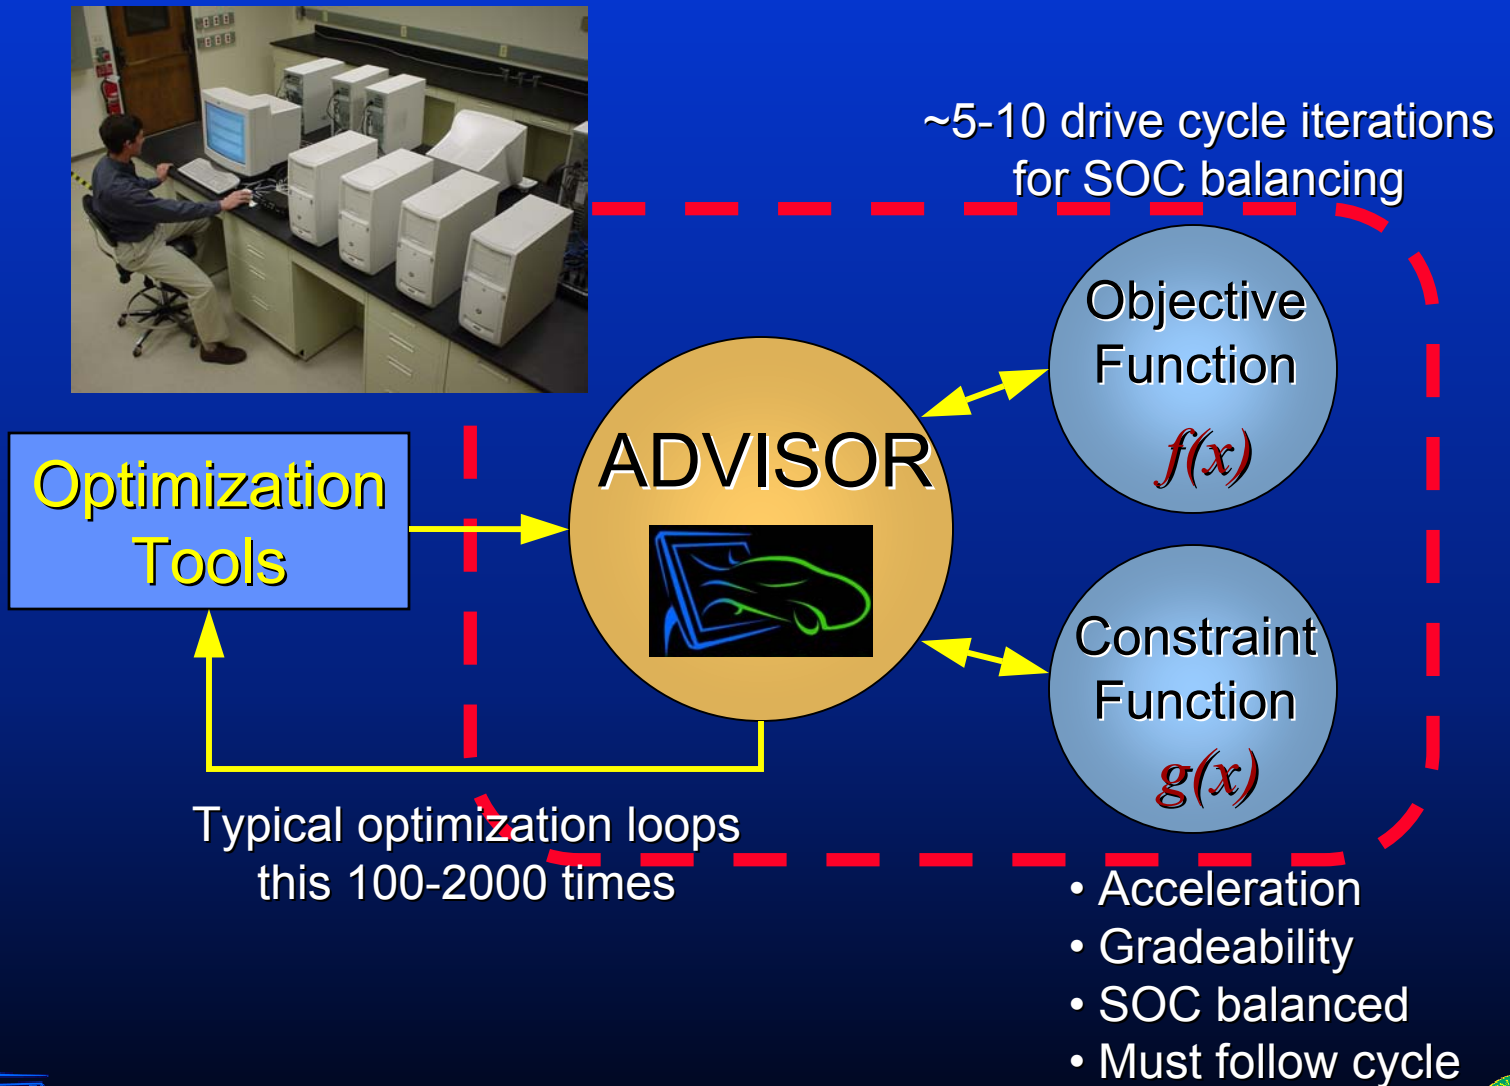 ~5-10 drive cycle iterations
for SOC balancing
Objective
Function
f(x)
ADVISOR
Optimization
Tools
Constraint
Function
g(x)
Typical optimization loops
this 100-2000 times
• Acceleration
• Gradeability
• SOC balanced
• Must follow cycle